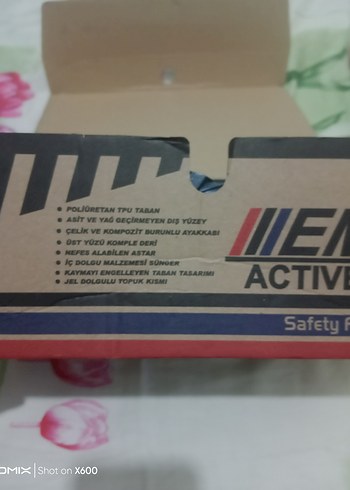 POLİÜRETAN TPU TABAN
ASİT VE YAĞ GEÇİRMEYEN DIŞ YÜZEY
ÇELİK VE KOMPOZİT BURUNLU AYAKKABI
ÜST YÜZÜ KOMPLE DERİ
NEFES ALABİLEN ASTAR
İÇ DOLGU MALZEMESİ SÜNGER
KAYMAYI ENGELLEYEN TABAN TASARIMI
JEL DOLGULU TOPUK KISMI
ACTIVE
Safety
OMIX | Shot on X600